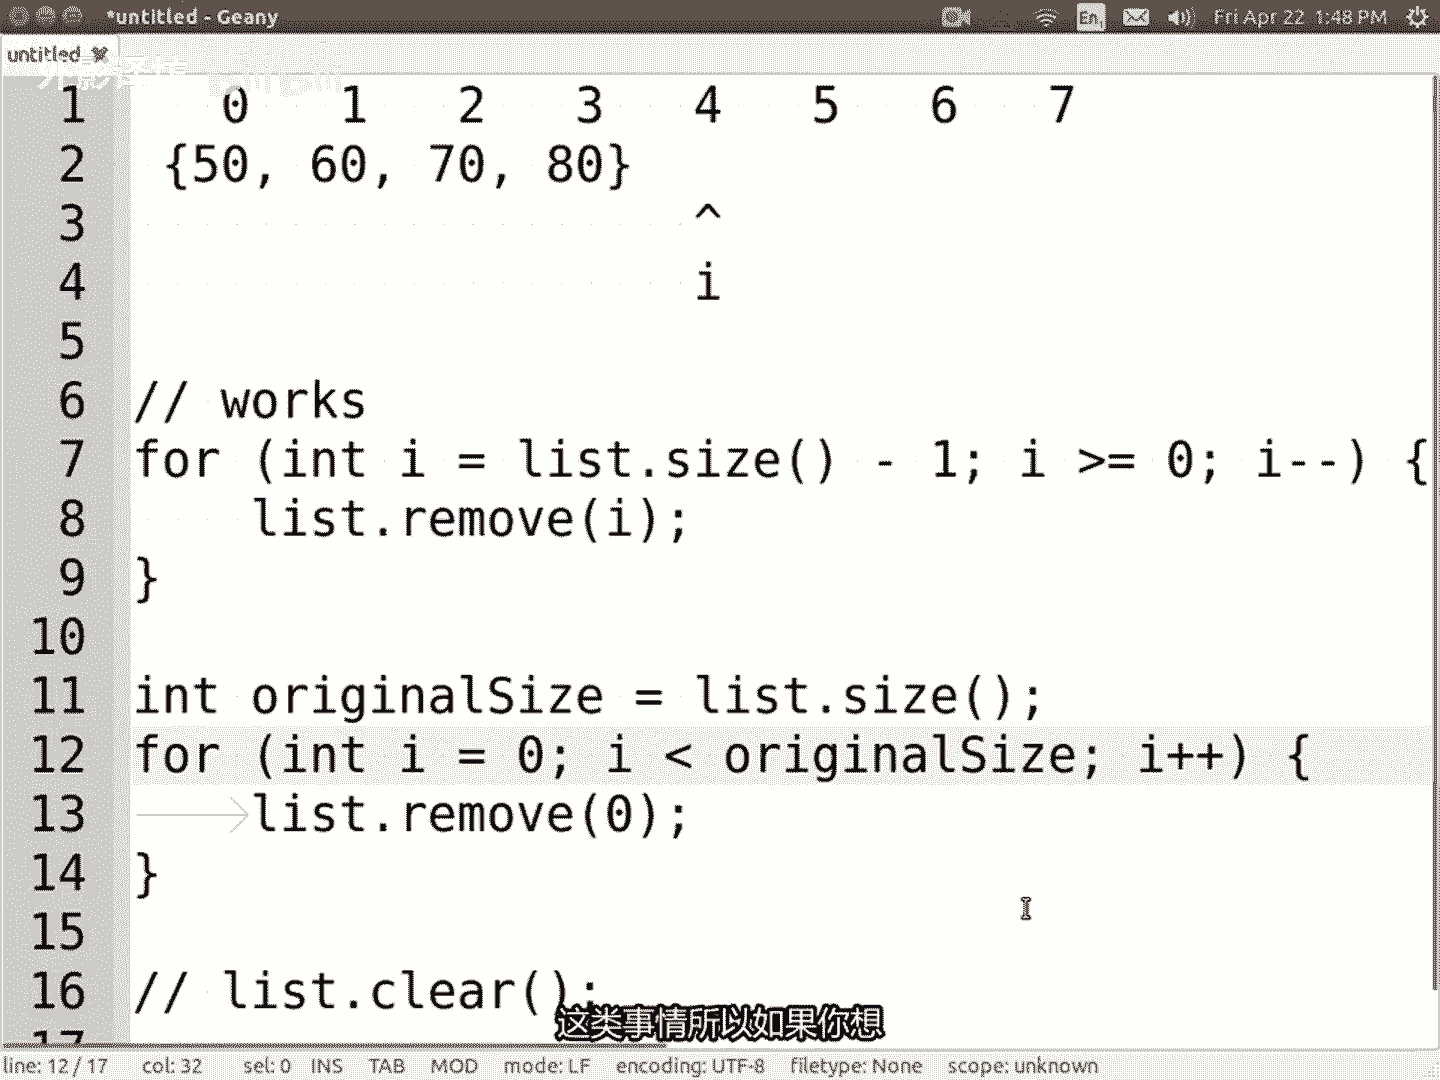 *untitled - Geany
En
Fri Apr 22 1:48 PM
untitled
1 0 1 2 3 4 5 6 7
2 {50, 60, 70, 80}
3 ^
4 i
5
6 // works
7 for (int i = list.size() - 1; i >= 0; i--) {
8 list.remove(i);
9 }
10
11 int originalSize = list.size();
12 for (int i = 0; i < originalSize; i++) {
13 list.remove(0);
14 }
15
16 // list.clear();
17
这类事情所以如果你想
line: 12 / 17 col: 32 sel: 0 INS TAB MOD mode: LF encoding: UTF-8 filetype: None scope: unknown